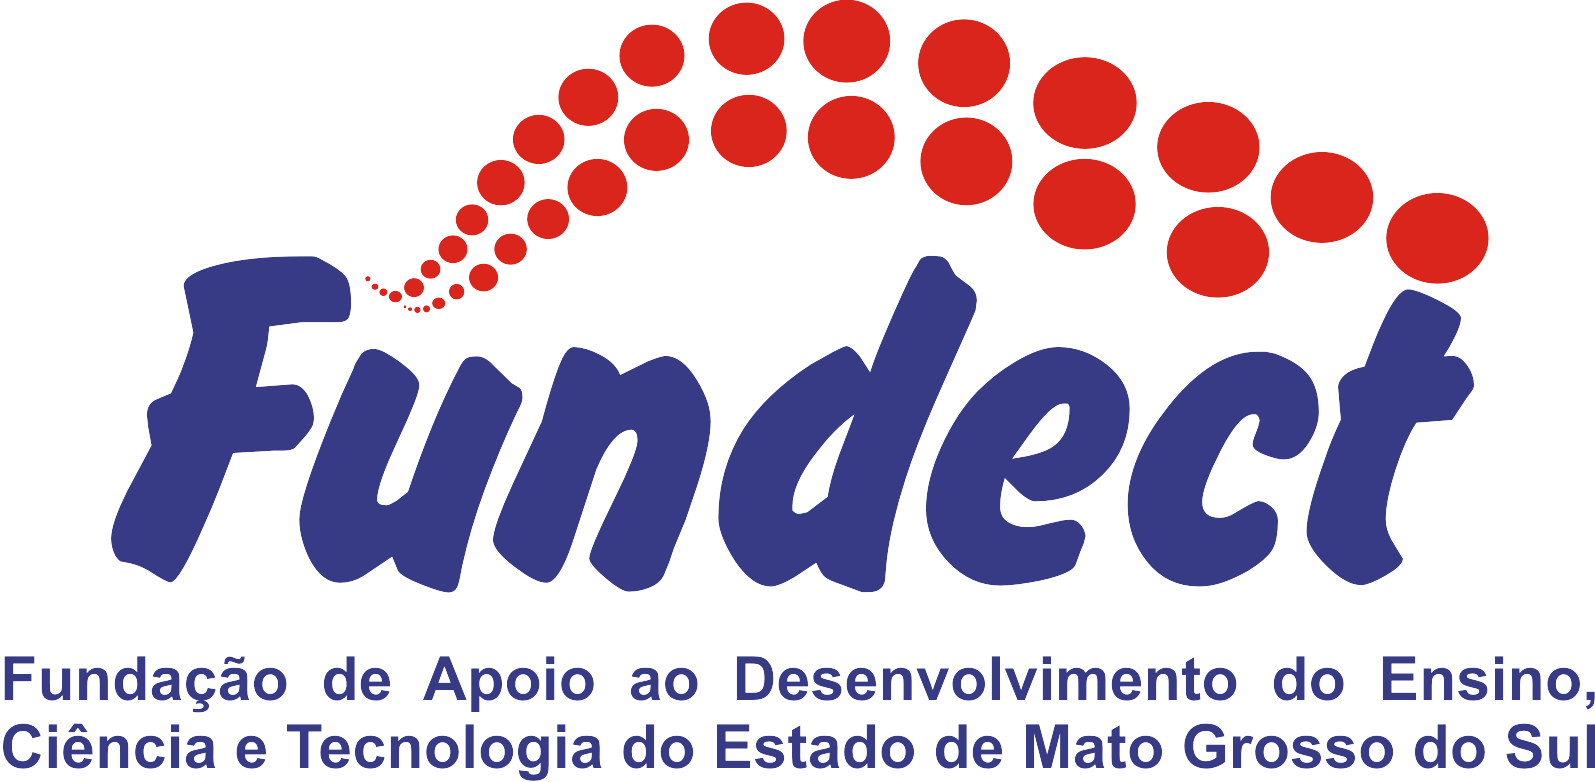 Fundect
Fundação de Apoio ao Desenvolvimento do Ensino,
Ciência e Tecnologia do Estado de Mato Grosso do Sul